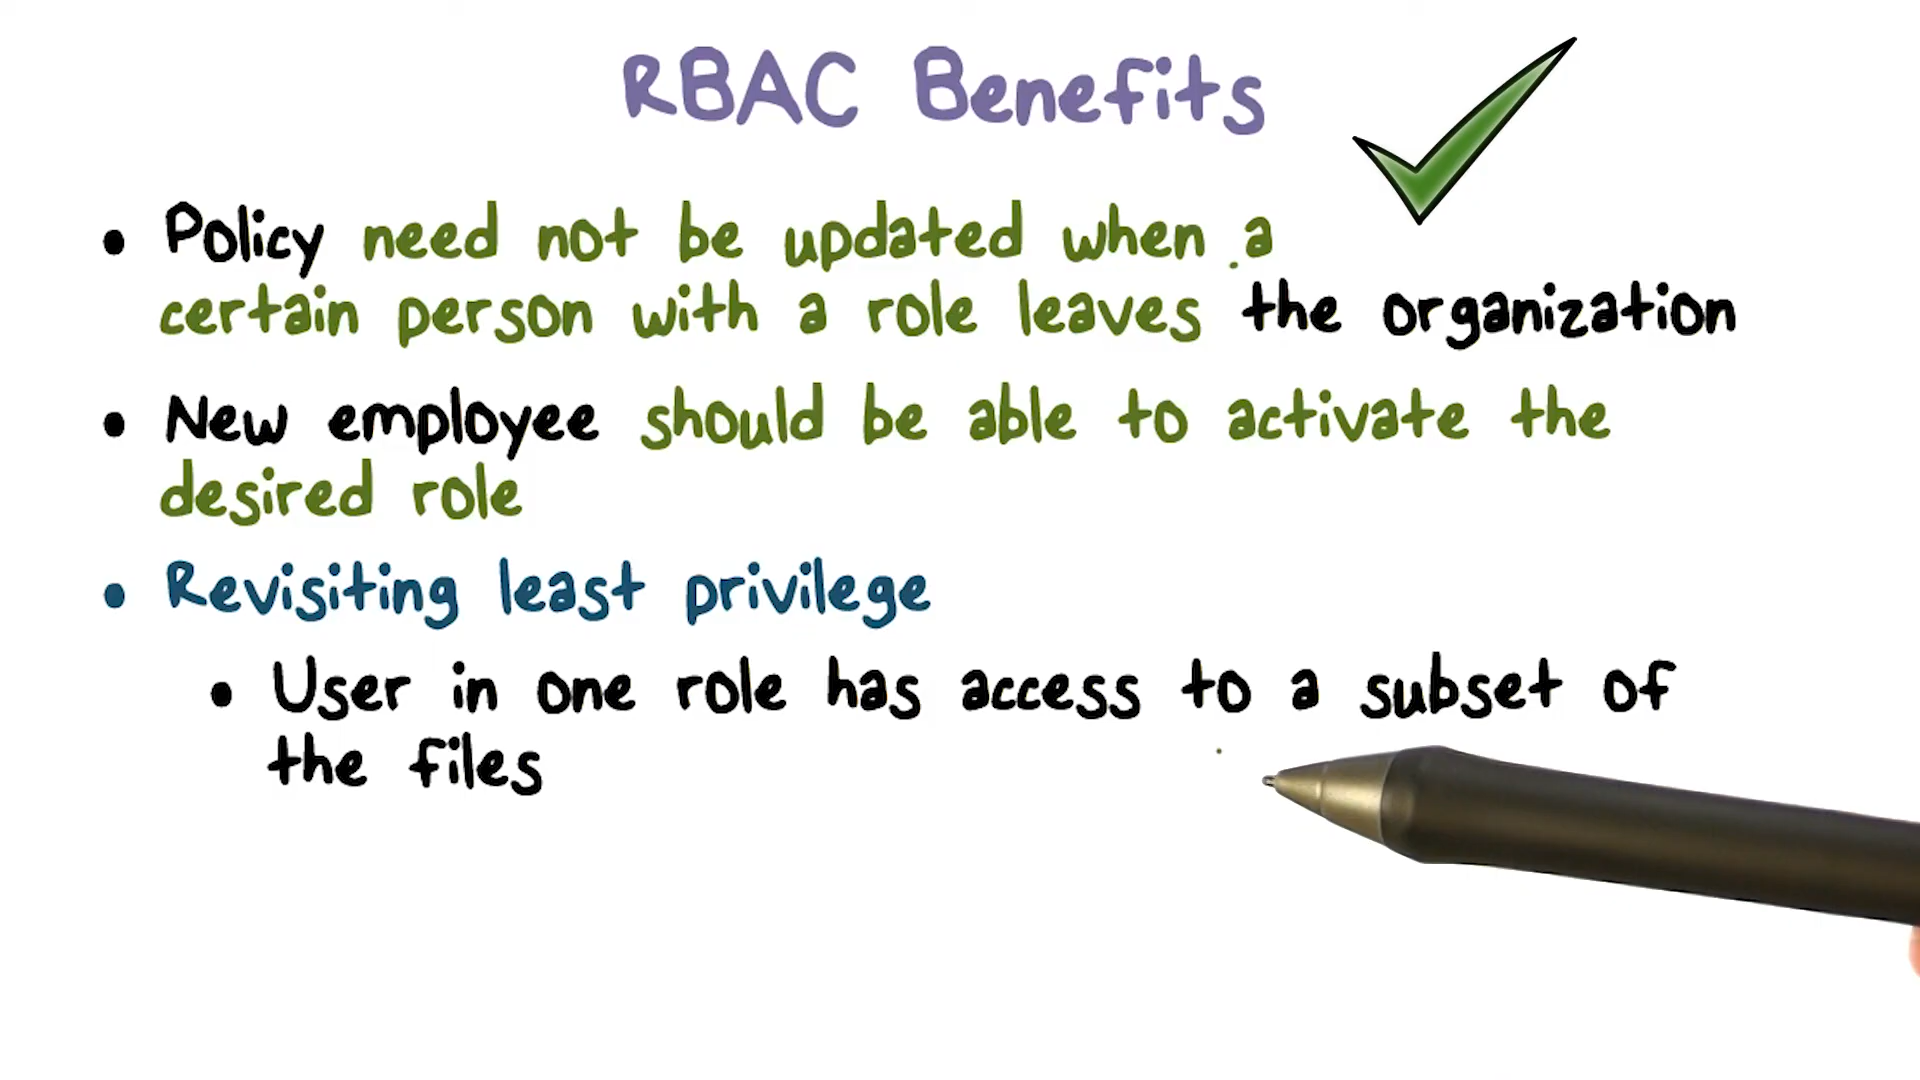 RBAC Benefits
• Policy need not be updated when a
certain person with a role leaves the organization
• New employee should be able to activate the
desired role
• Revisiting least privilege
• User in one role has access to a subset of
the files